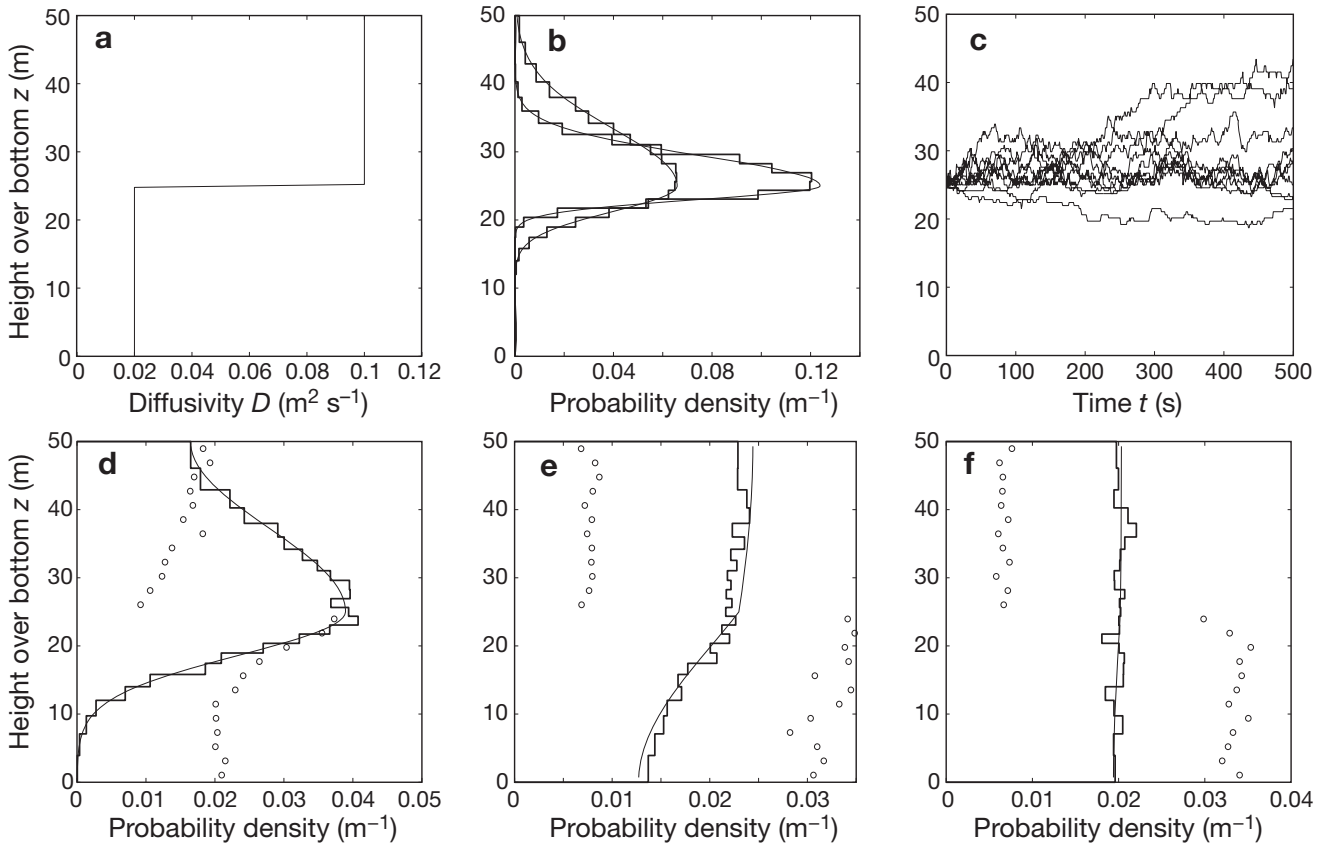 a
Height over bottom z (m)
50
40
30
20
10
0
0 0.02 0.04 0.06 0.08 0.1 0.12
Diffusivity D (m² s⁻¹)
b
50
40
30
20
10
0
0 0.04 0.08 0.12
Probability density (m⁻¹)
c
50
40
30
20
10
0
0 100 200 300 400 500
Time t (s)
d
Height over bottom z (m)
50
40
30
20
10
0
0 0.01 0.02 0.03 0.04 0.05
Probability density (m⁻¹)
e
50
40
30
20
10
0
0 0.01 0.02 0.03
Probability density (m⁻¹)
f
50
40
30
20
10
0
0 0.01 0.02 0.03 0.04
Probability density (m⁻¹)